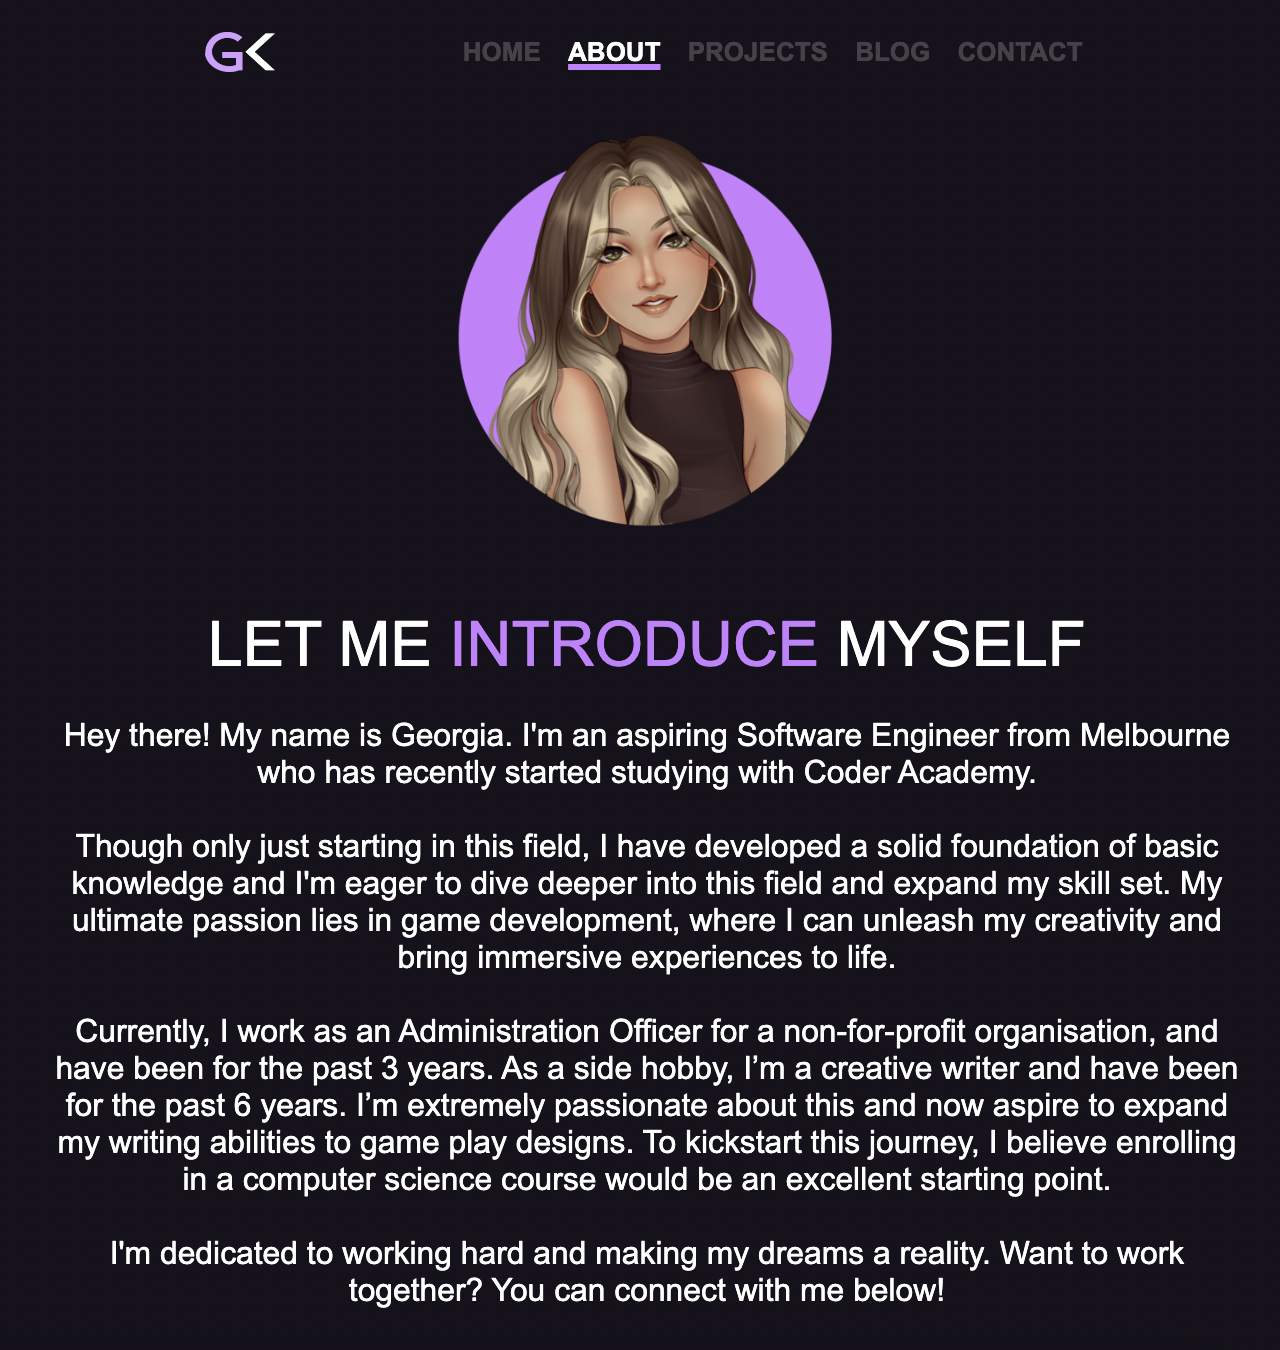 GK
HOME ABOUT PROJECTS BLOG CONTACT
LET ME INTRODUCE MYSELF
Hey there! My name is Georgia. I'm an aspiring Software Engineer from Melbourne
who has recently started studying with Coder Academy.
Though only just starting in this field, I have developed a solid foundation of basic
knowledge and I'm eager to dive deeper into this field and expand my skill set. My
ultimate passion lies in game development, where I can unleash my creativity and
bring immersive experiences to life.
Currently, I work as an Administration Officer for a non-for-profit organisation, and
have been for the past 3 years. As a side hobby, I’m a creative writer and have been
for the past 6 years. I’m extremely passionate about this and now aspire to expand
my writing abilities to game play designs. To kickstart this journey, I believe enrolling
in a computer science course would be an excellent starting point.
I'm dedicated to working hard and making my dreams a reality. Want to work
together? You can connect with me below!